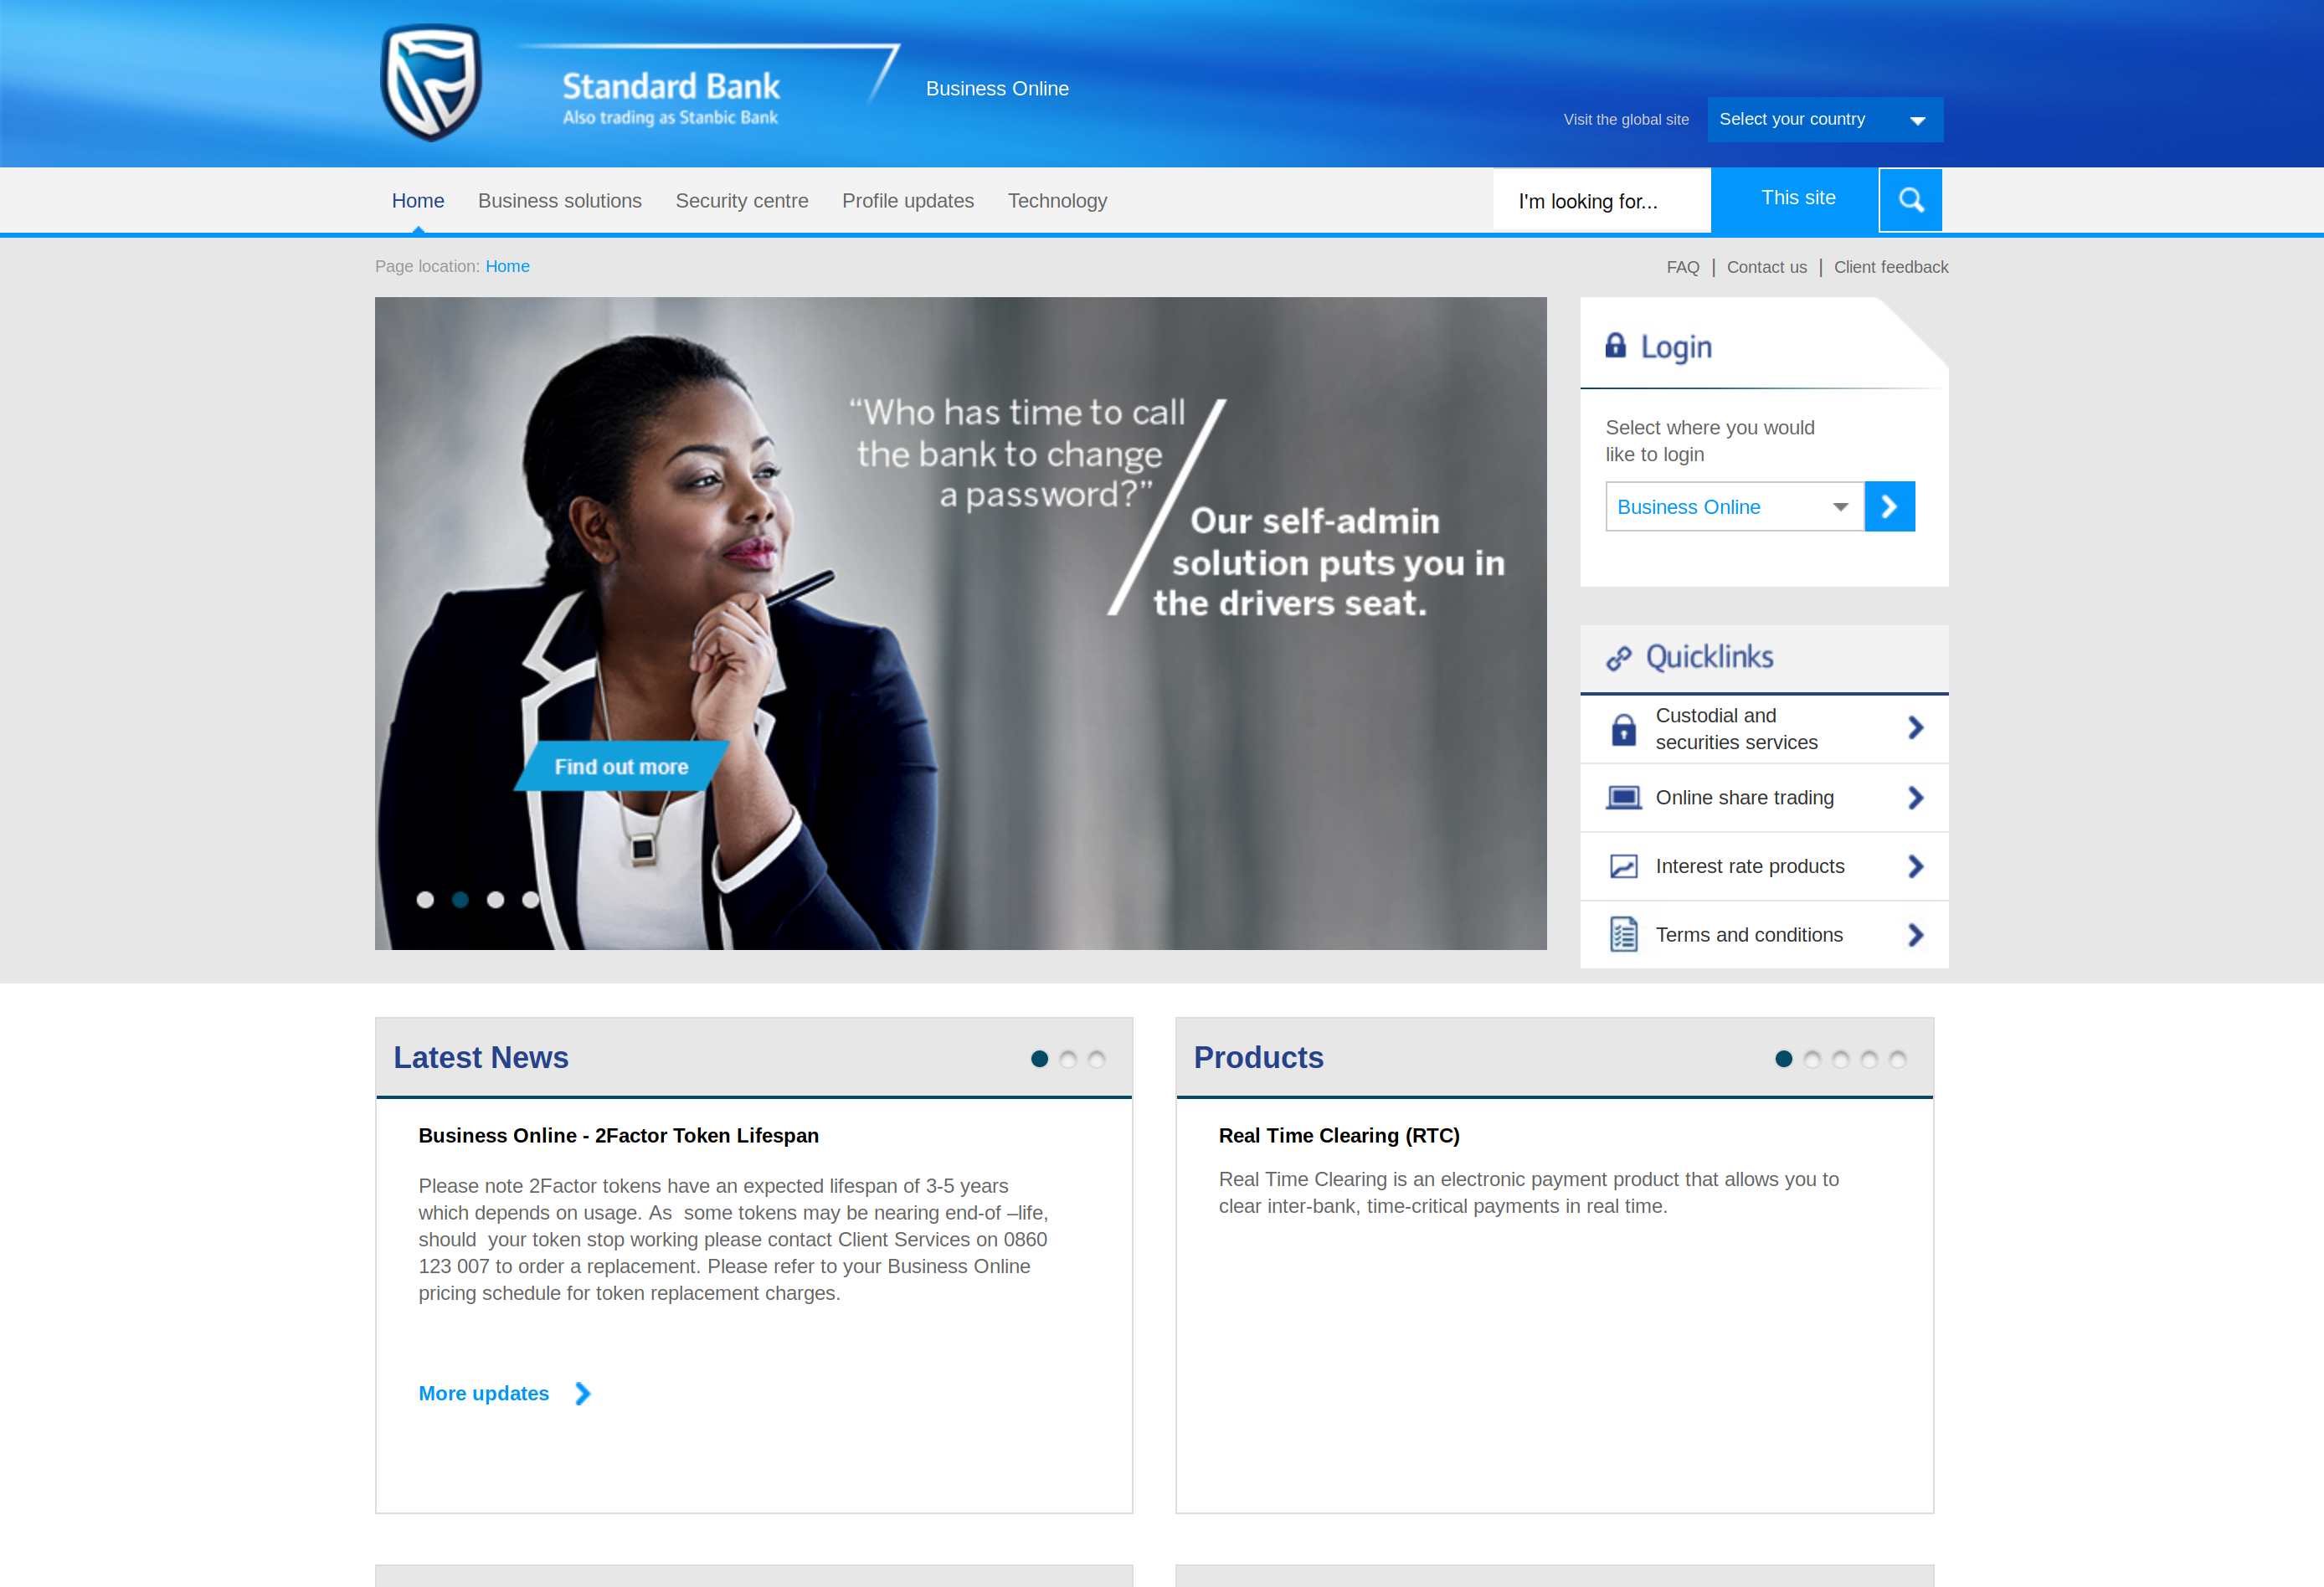 Standard Bank
Also trading as Stanbic Bank
Business Online
Visit the global site
Select your country
Home
Business solutions
Security centre
Profile updates
Technology
I'm looking for...
This site
Page location: Home
FAQ | Contact us | Client feedback
“Who has time to call
the bank to change
a password?”
Our self-admin
solution puts you in
the drivers seat.
Find out more
Login
Select where you would
like to login
Business Online
Quicklinks
Custodial and
securities services
Online share trading
Interest rate products
Terms and conditions
Latest News
Business Online - 2Factor Token Lifespan
Please note 2Factor tokens have an expected lifespan of 3-5 years
which depends on usage. As  some tokens may be nearing end-of –life,
should  your token stop working please contact Client Services on 0860
123 007 to order a replacement. Please refer to your Business Online
pricing schedule for token replacement charges.
More updates
Products
Real Time Clearing (RTC)
Real Time Clearing is an electronic payment product that allows you to
clear inter-bank, time-critical payments in real time.